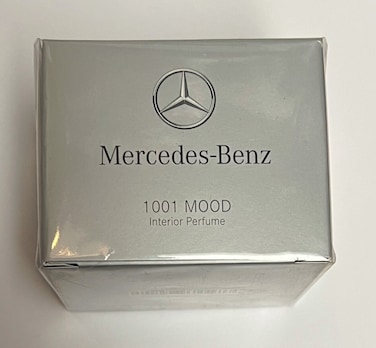 Mercedes-Benz
1001 MOOD
Interior Perfume